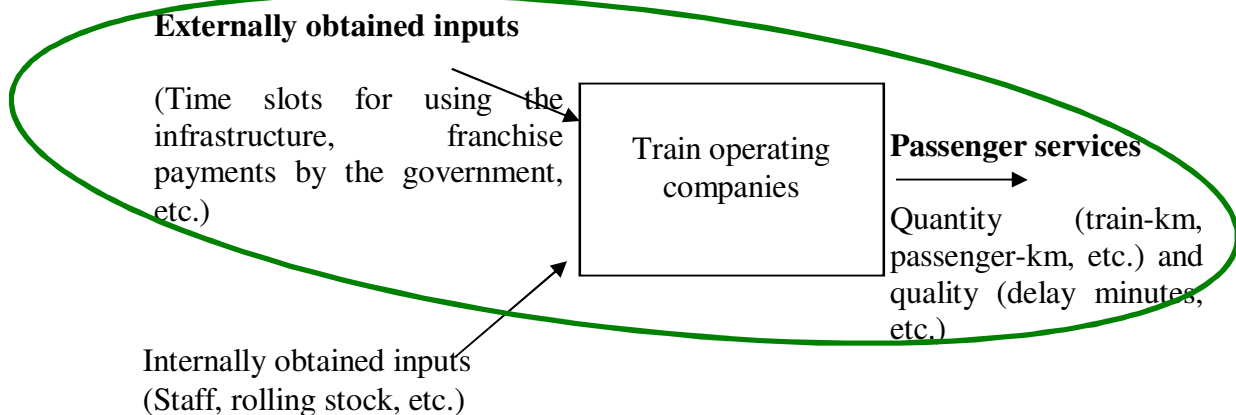 Externally obtained inputs
(Time slots for using the
infrastructure, franchise
payments by the government,
etc.)
Train operating
companies
Passenger services
Quantity (train-km,
passenger-km, etc.) and
quality (delay minutes,
etc.)
Internally obtained inputs
(Staff, rolling stock, etc.)